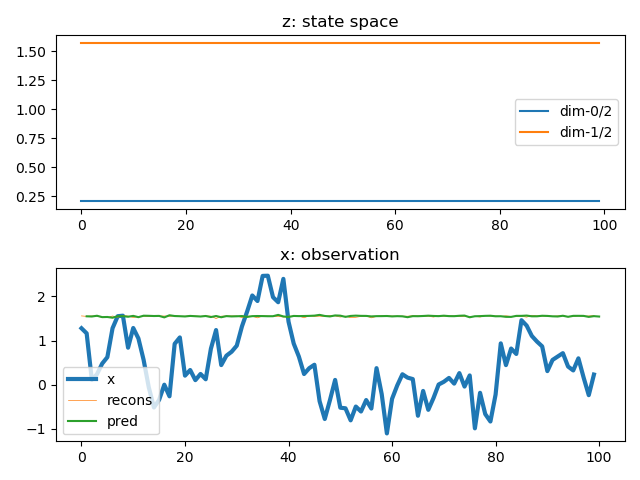 z: state space
1.50
1.25
1.00
0.75
0.50
0.25
dim-0/2
dim-1/2
0 20 40 60 80 100
x: observation
2
1
0
−1
x
recons
pred
0 20 40 60 80 100